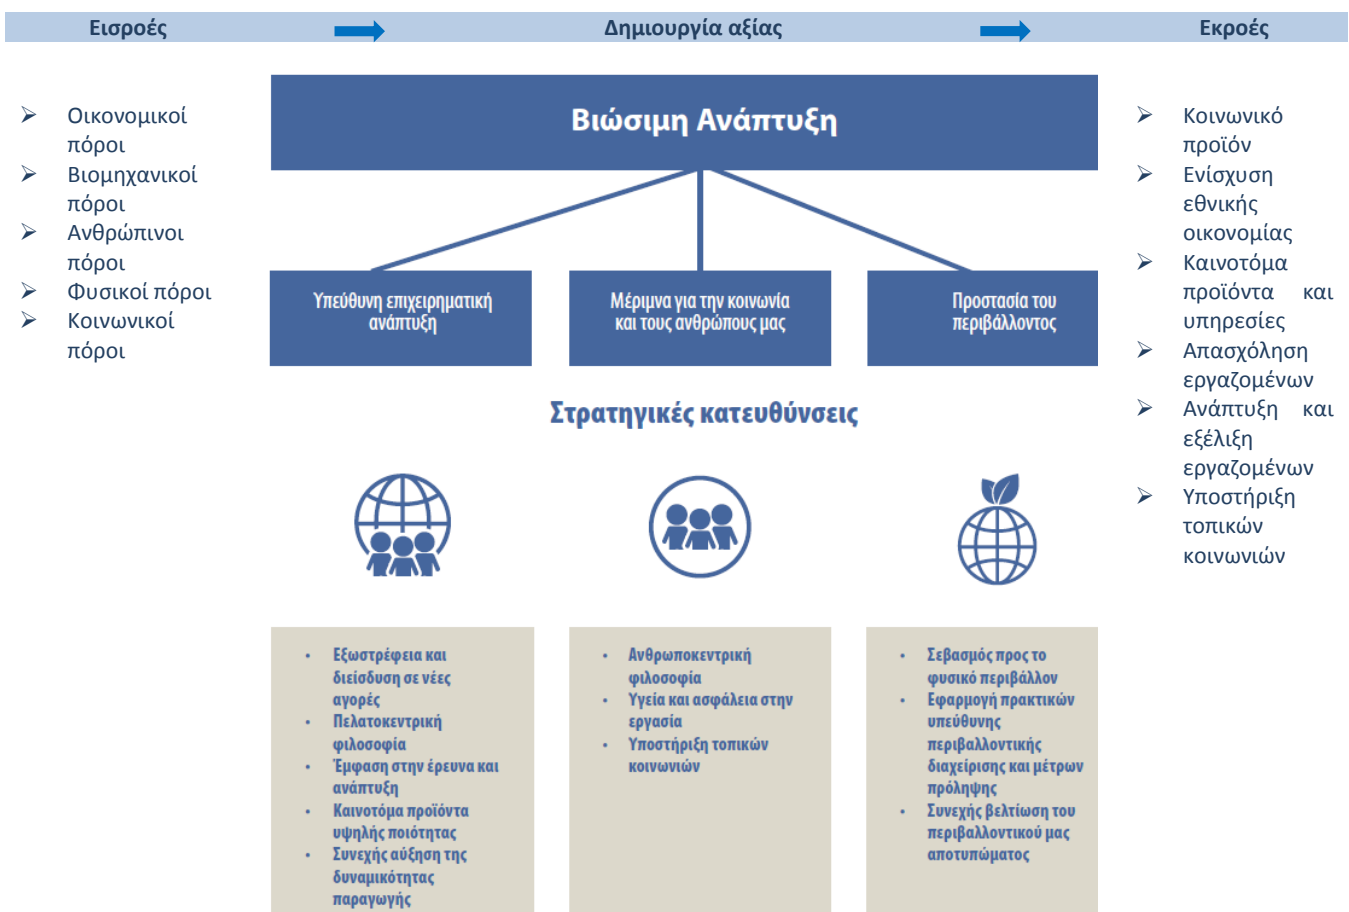 Εισροές
Δημιουργία αξίας
Εκροές
➢ Οικονομικοί
πόροι
➢ Βιομηχανικοί
πόροι
➢ Ανθρώπινοι
πόροι
➢ Φυσικοί πόροι
➢ Κοινωνικοί
πόροι
Βιώσιμη Ανάπτυξη
Υπεύθυνη επιχειρηματική
ανάπτυξη
Μέριμνα για την κοινωνία
και τους ανθρώπους μας
Προστασία του
περιβάλλοντος
Στρατηγικές κατευθύνσεις
• Εξωστρέφεια και
διείσδυση σε νέες
αγορές
• Πελατοκεντρική
φιλοσοφία
• Έμφαση στην έρευνα και
ανάπτυξη
• Καινοτόμα προϊόντα
υψηλής ποιότητας
• Συνεχής αύξηση της
δυναμικότητας
παραγωγής
• Ανθρωποκεντρική
φιλοσοφία
• Υγεία και ασφάλεια στην
εργασία
• Υποστήριξη τοπικών
κοινωνιών
• Σεβασμός προς το
φυσικό περιβάλλον
• Εφαρμογή πρακτικών
υπεύθυνης
περιβαλλοντικής
διαχείρισης και μέτρων
πρόληψης
• Συνεχής βελτίωση του
περιβαλλοντικού μας
αποτυπώματος
➢ Κοινωνικό
προϊόν
➢ Ενίσχυση
εθνικής
οικονομίας
➢ Καινοτόμα
προϊόντα και
υπηρεσίες
➢ Απασχόληση
εργαζομένων
➢ Ανάπτυξη και
εξέλιξη
εργαζομένων
➢ Υποστήριξη
τοπικών
κοινωνιών